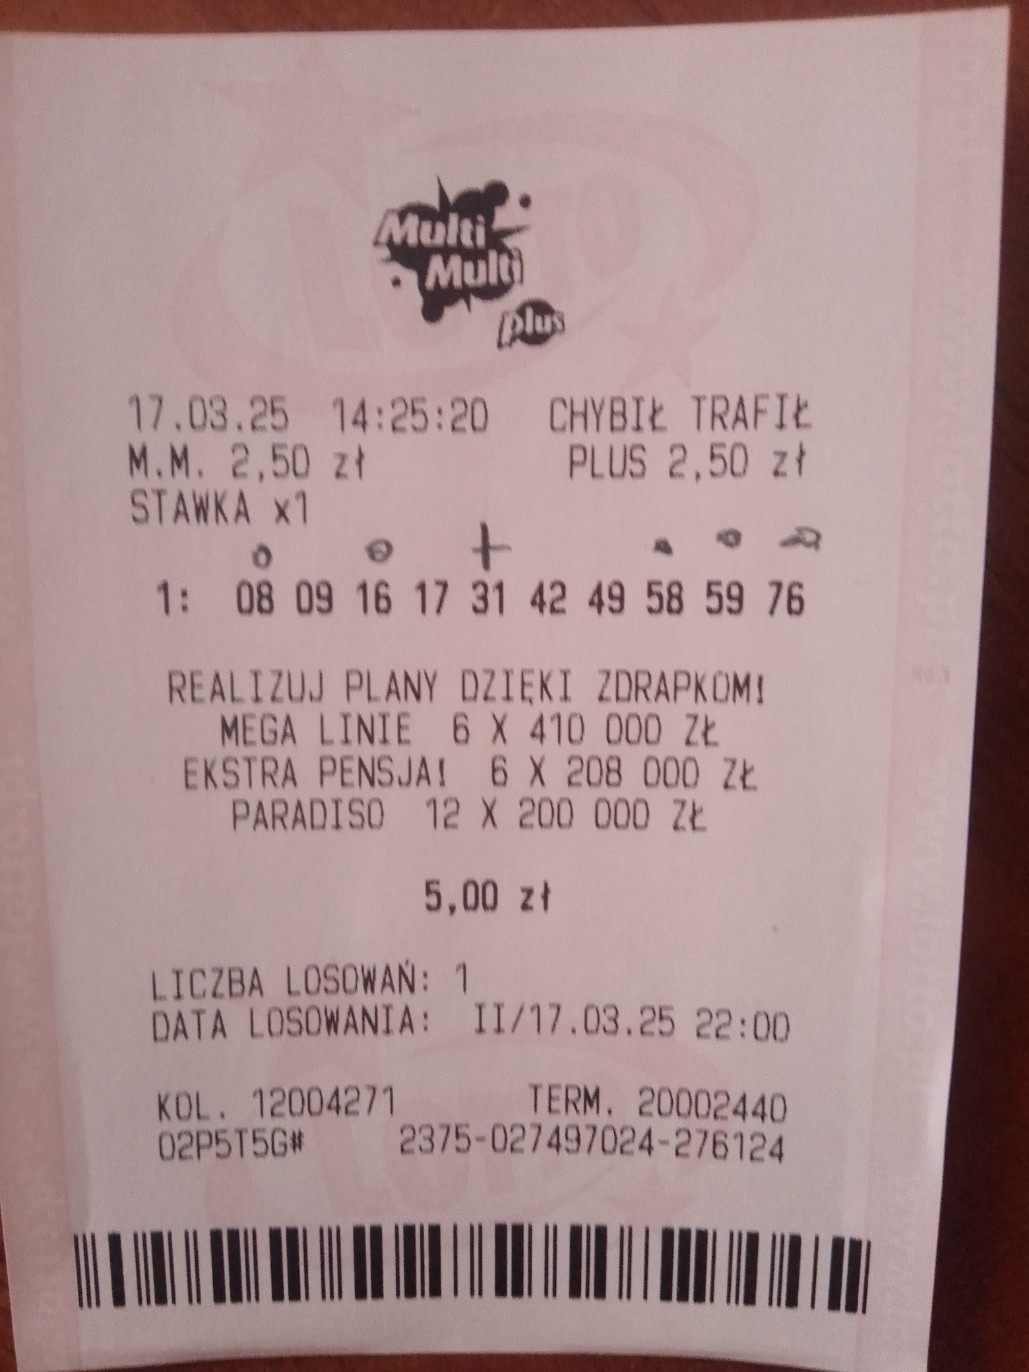 Multi
Multi
plus
17.03.25 14:25:20 CHYBIŁ TRAFIŁ
M.M. 2,50 zł PLUS 2,50 zł
STAWKA x1
1: 08 09 16 17 31 42 49 58 59 76
REALIZUJ PLANY DZIĘKI ZDRAPKOM!
MEGA LINIE 6 X 410 000 ZŁ
EKSTRA PENSJA! 6 X 208 000 ZŁ
PARADISO 12 X 200 000 ZŁ
5,00 zł
LICZBA LOSOWAŃ: 1
DATA LOSOWANIA: II/17.03.25 22:00
KOL. 12004271 TERM. 20002440
02P5T5G# 2375-027497024-276124